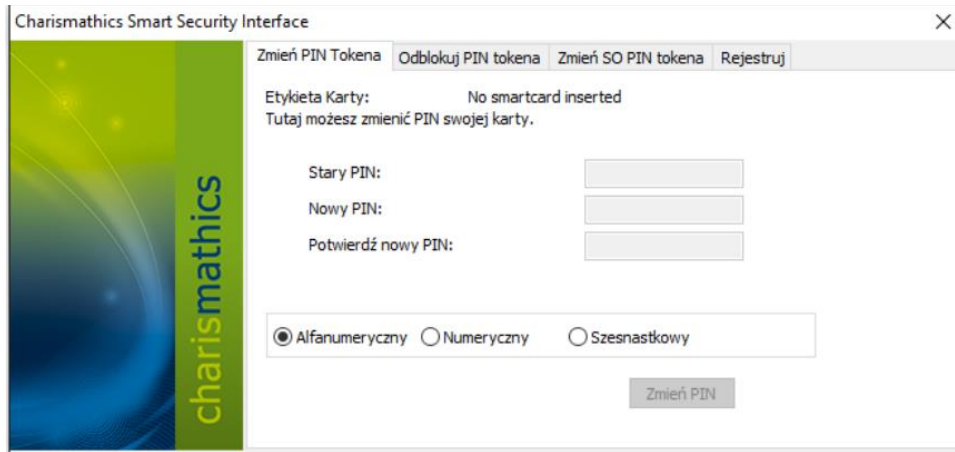 Charismathics Smart Security Interface
charismathics
Zmień PIN Tokena Odblokuj PIN tokena Zmień SO PIN tokena Rejestruj
Etykieta Karty: No smartcard inserted
Tutaj możesz zmienić PIN swojej karty.
Stary PIN:
Nowy PIN:
Potwierdź nowy PIN:
Alfanumeryczny Numeryczny Szesnastkowy
Zmień PIN